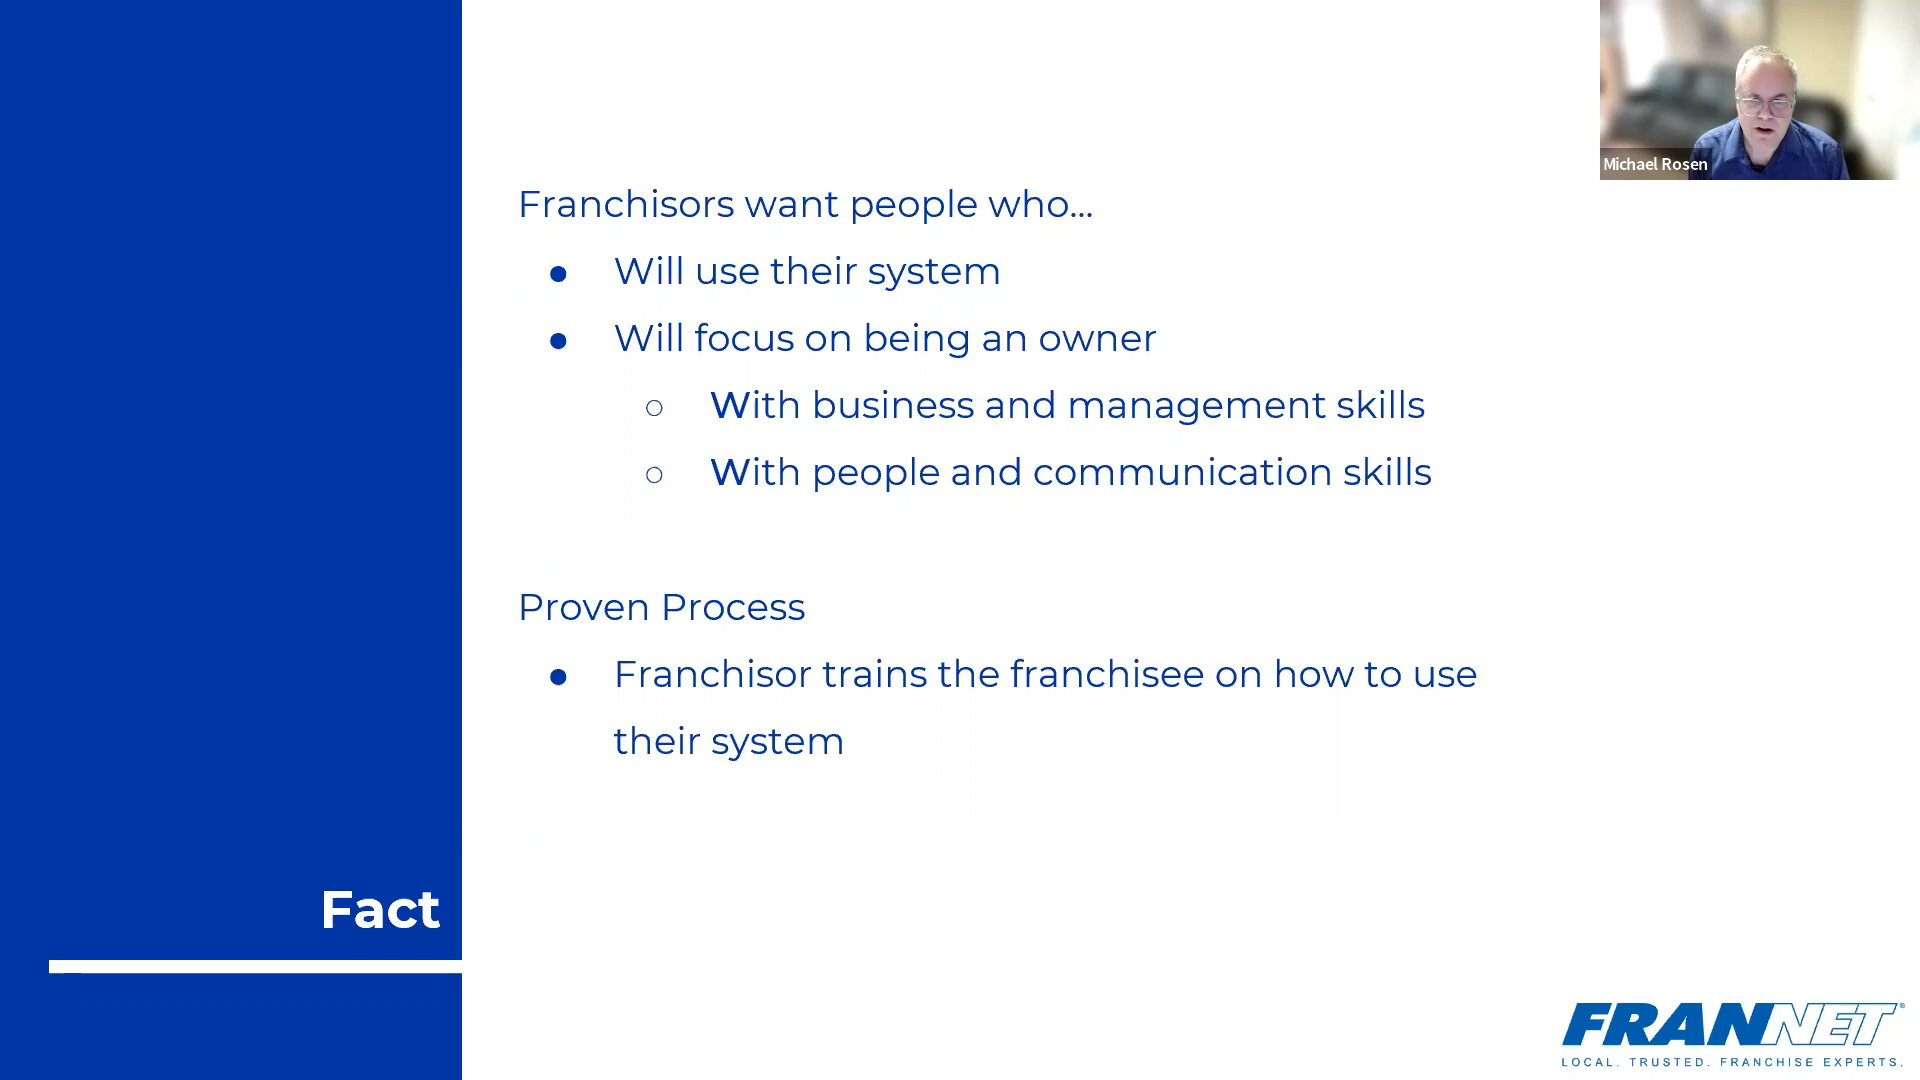 Michael Rosen
Franchisors want people who...
● Will use their system
● Will focus on being an owner
○ With business and management skills
○ With people and communication skills
Proven Process
● Franchisor trains the franchisee on how to use
their system
Fact
FRANNET®
LOCAL. TRUSTED. FRANCHISE EXPERTS.